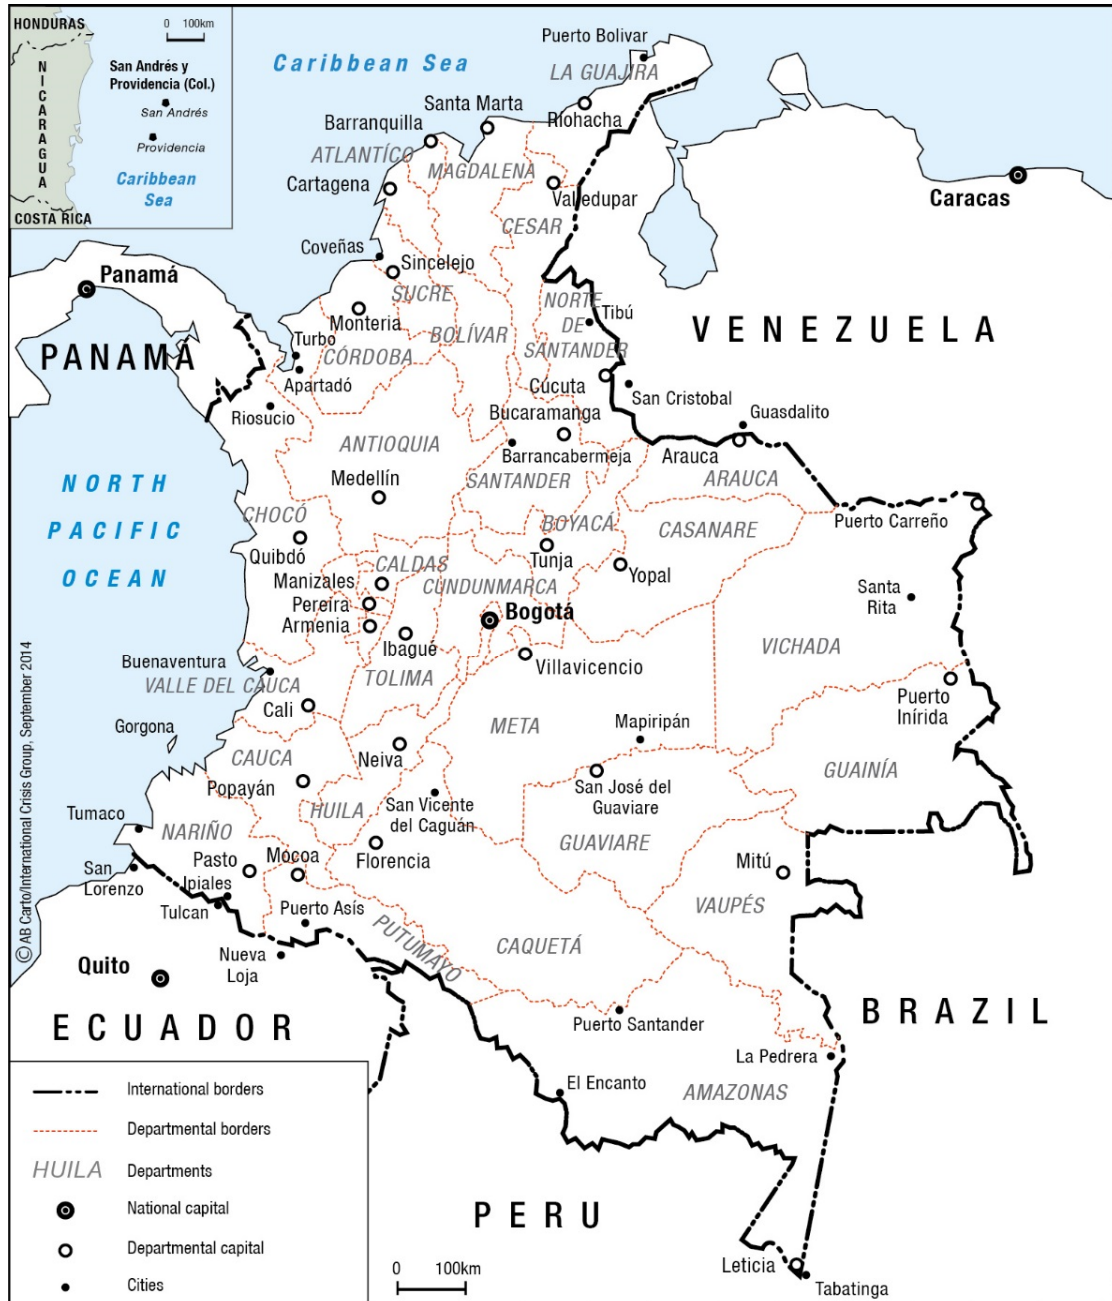 HONDURAS
0 100km
NICARAGUA
San Andrés y
Providencia (Col.)
San Andrés
Providencia
Caribbean
Sea
COSTA RICA
Caribbean Sea
Puerto Bolivar
LA GUAJIRA
Santa Marta
Ríohacha
Barranquilla
ATLANTÍCO
MAGDALENA
Cartagena
Valledupar
Caracas
CESAR
Coveñas
Sincelejo
Panamá
SUCRE
NORTE
DE
SANTANDER
Tibú
Monteria
BOLÍVAR
VENEZUELA
Turbo
PANAMÁ
CÓRDOBA
Apartadó
Cúcuta
San Cristobal
Riosucio
Bucaramanga
Guasdalito
ANTIOQUIA
Barrancabermeja
Arauca
NORTH
PACIFIC
OCEAN
Medellín
SANTANDER
ARAUCA
CHOCÓ
BOYACÁ
CASANARE
Puerto Carreño
Quibdó
CALDAS
Tunja
Manizales
CUNDUNMARCA
Yopal
Santa
Rita
Pereira
Bogotá
Armenia
Ibagué
Villavicencio
VICHADA
Buenaventura
TOLIMA
VALLE DEL CAUCA
Cali
META
Mapiripán
Puerto
Inírida
Gorgona
CAUCA
Neiva
GUAINÍA
Popayán
San José del
Guaviare
HUILA
San Vicente
del Caguán
Tumaco
NARIÑO
GUAVIARE
San
Lorenzo
Pasto
Mocoa
Florencia
Mitú
Ipiales
Tulcan
Puerto Asís
VAUPÉS
PUTUMAYO
CAQUETÁ
Nueva
Loja
Quito
ECUADOR
Puerto Santander
BRAZIL
La Pedrera
El Encanto
AMAZONAS
PERU
Leticia
Tabatinga
0 100km
International borders
Departmental borders
HUILA Departments
National capital
Departmental capital
Cities
© AB Carto/International Crisis Group, September 2014